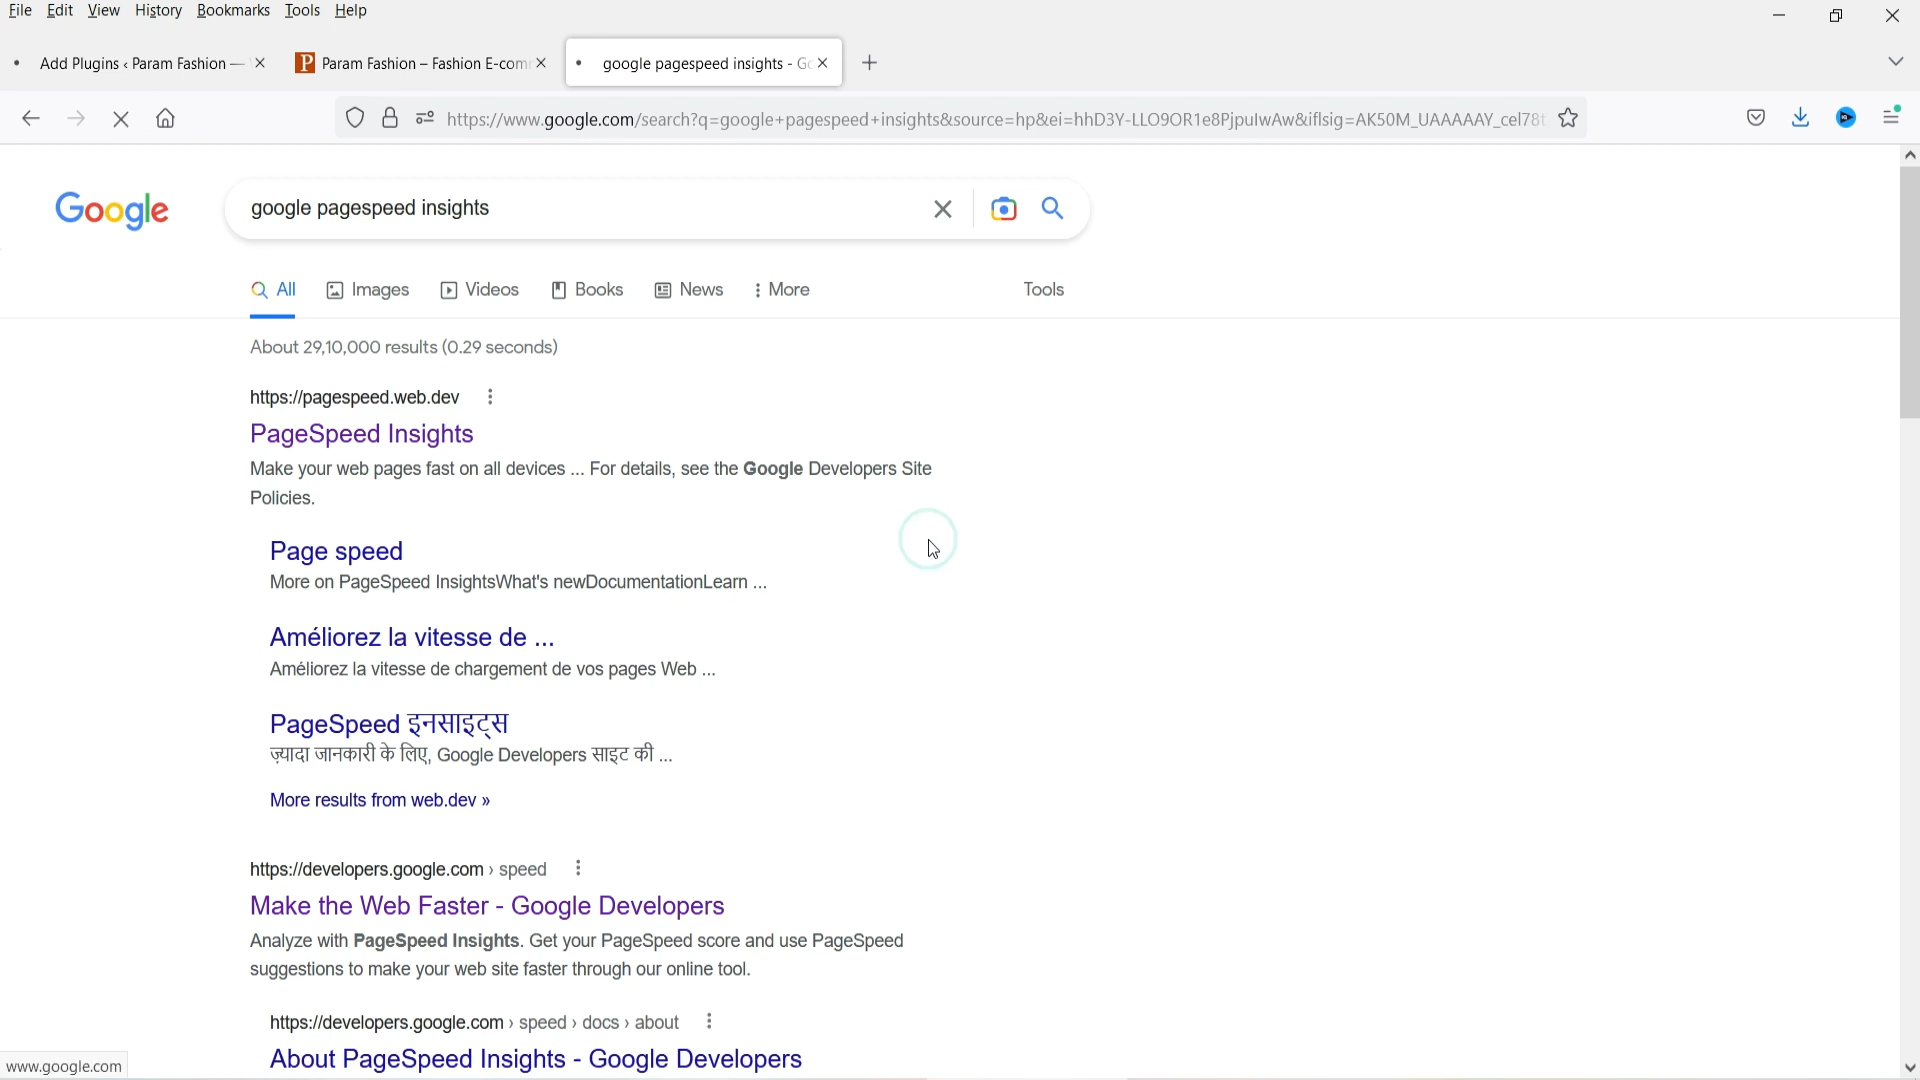 File Edit View History Bookmarks Tools Help
Add Plugins ‹ Param Fashion —
Param Fashion – Fashion E-com
google pagespeed insights - Go
https://www.google.com/search?q=google+pagespeed+insights&source=hp&ei=hhD3Y-LLO9OR1e8PjpulwAw&iflsig=AK50M_UAAAAAY_cel78t
Google
google pagespeed insights
All Images Videos Books News More Tools
About 29,10,000 results (0.29 seconds)
https://pagespeed.web.dev
PageSpeed Insights
Make your web pages fast on all devices ... For details, see the Google Developers Site
Policies.
Page speed
More on PageSpeed InsightsWhat's newDocumentationLearn ...
Améliorez la vitesse de ...
Améliorez la vitesse de chargement de vos pages Web ...
PageSpeed इनसाइट्स
ज़्यादा जानकारी के लिए, Google Developers साइट की ...
More results from web.dev »
https://developers.google.com › speed
Make the Web Faster - Google Developers
Analyze with PageSpeed Insights. Get your PageSpeed score and use PageSpeed
suggestions to make your web site faster through our online tool.
https://developers.google.com › speed › docs › about
About PageSpeed Insights - Google Developers
www.google.com